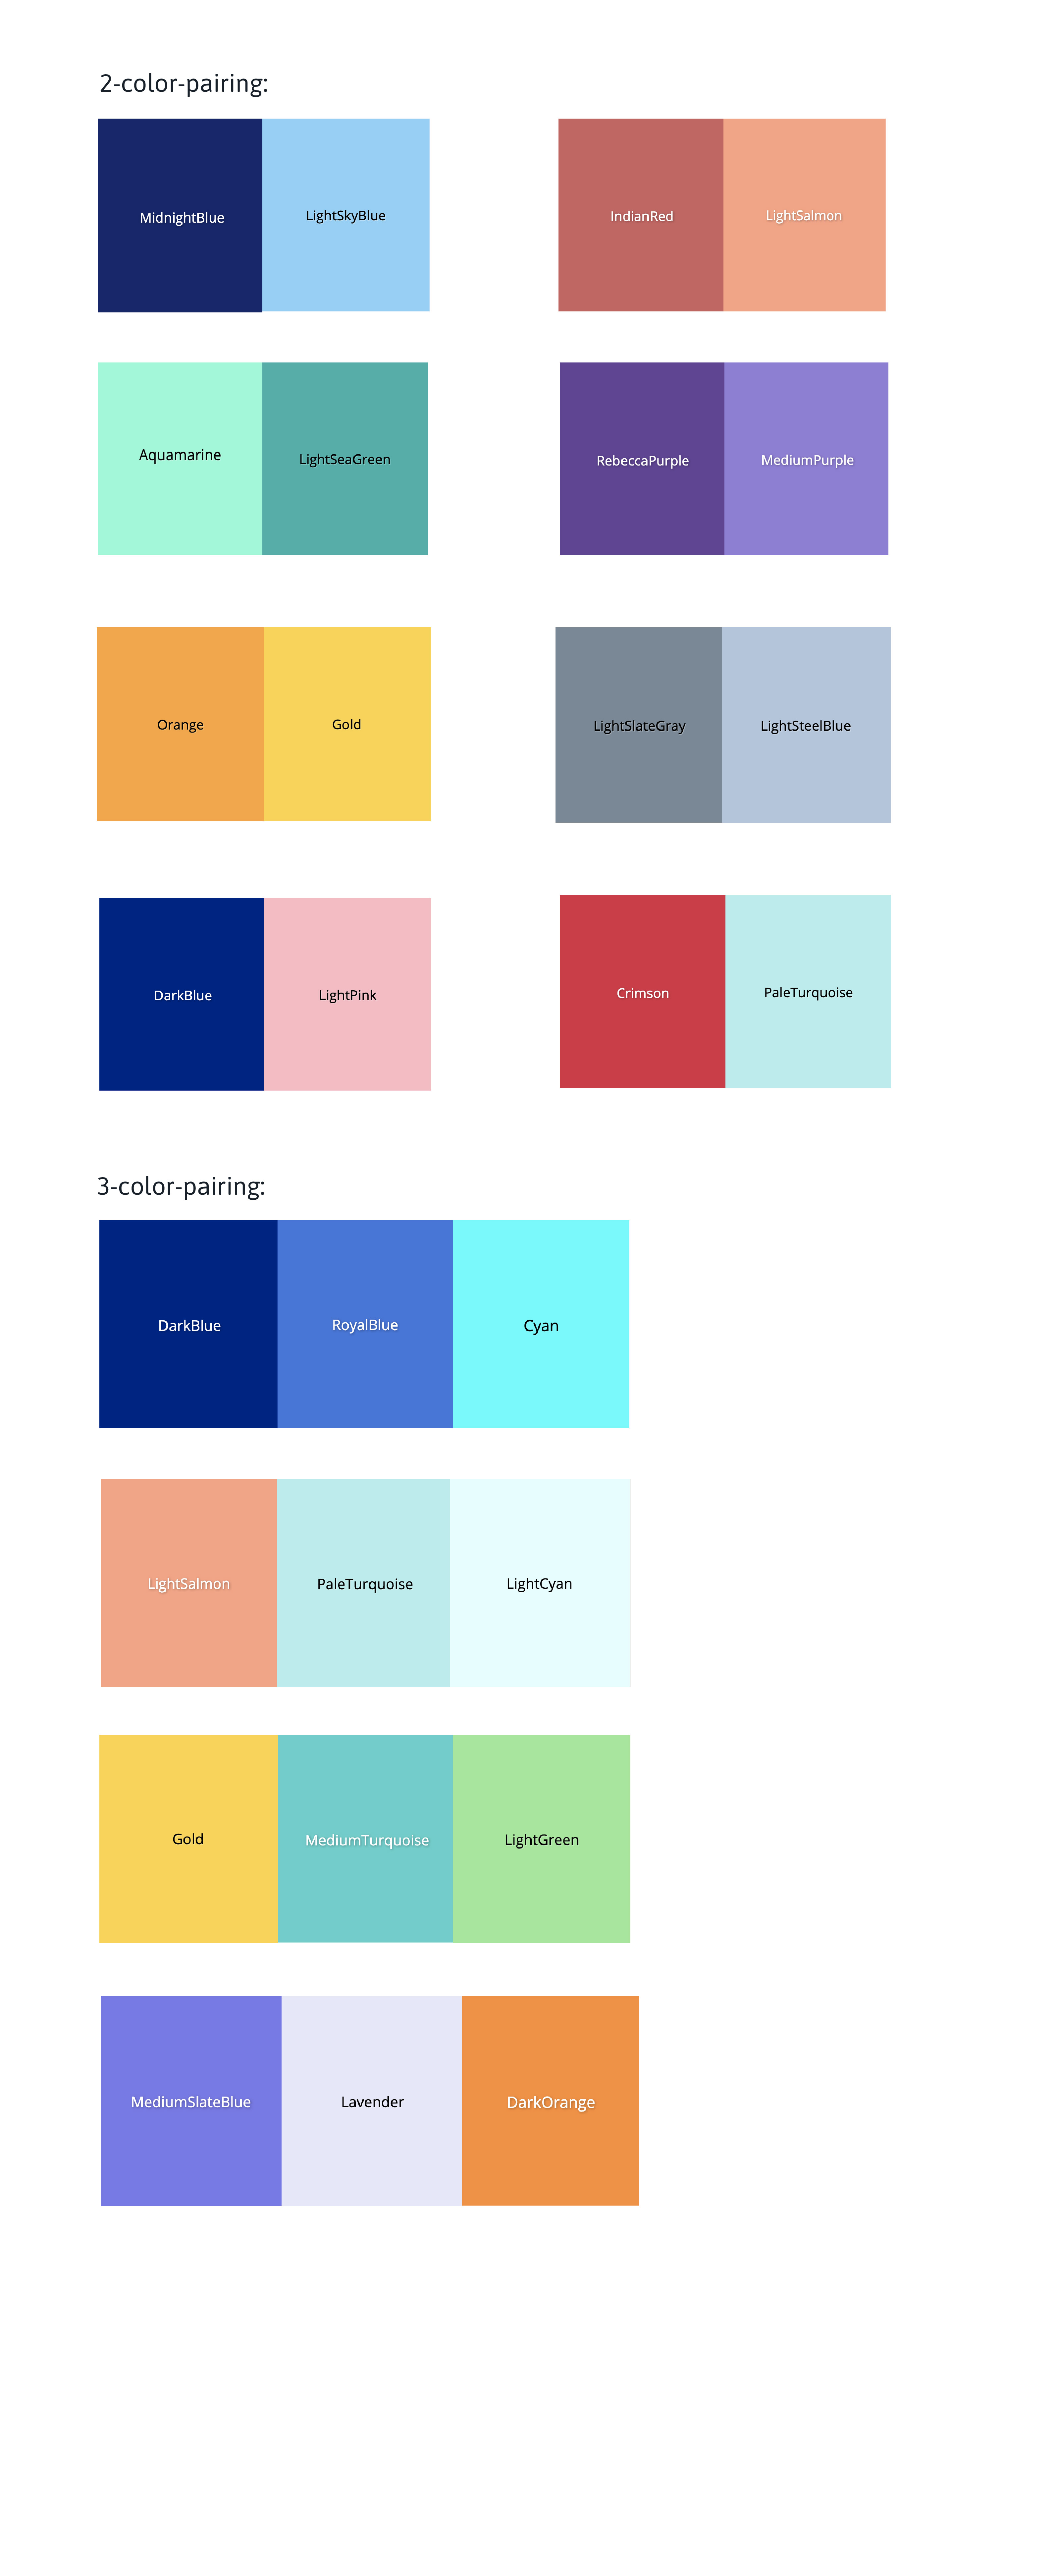 2-color-pairing:
MidnightBlue
LightSkyBlue
IndianRed
LightSalmon
Aquamarine
LightSeaGreen
RebeccaPurple
MediumPurple
Orange
Gold
LightSlateGray
LightSteelBlue
DarkBlue
LightPink
Crimson
PaleTurquoise
3-color-pairing:
DarkBlue
RoyalBlue
Cyan
LightSalmon
PaleTurquoise
LightCyan
Gold
MediumTurquoise
LightGreen
MediumSlateBlue
Lavender
DarkOrange